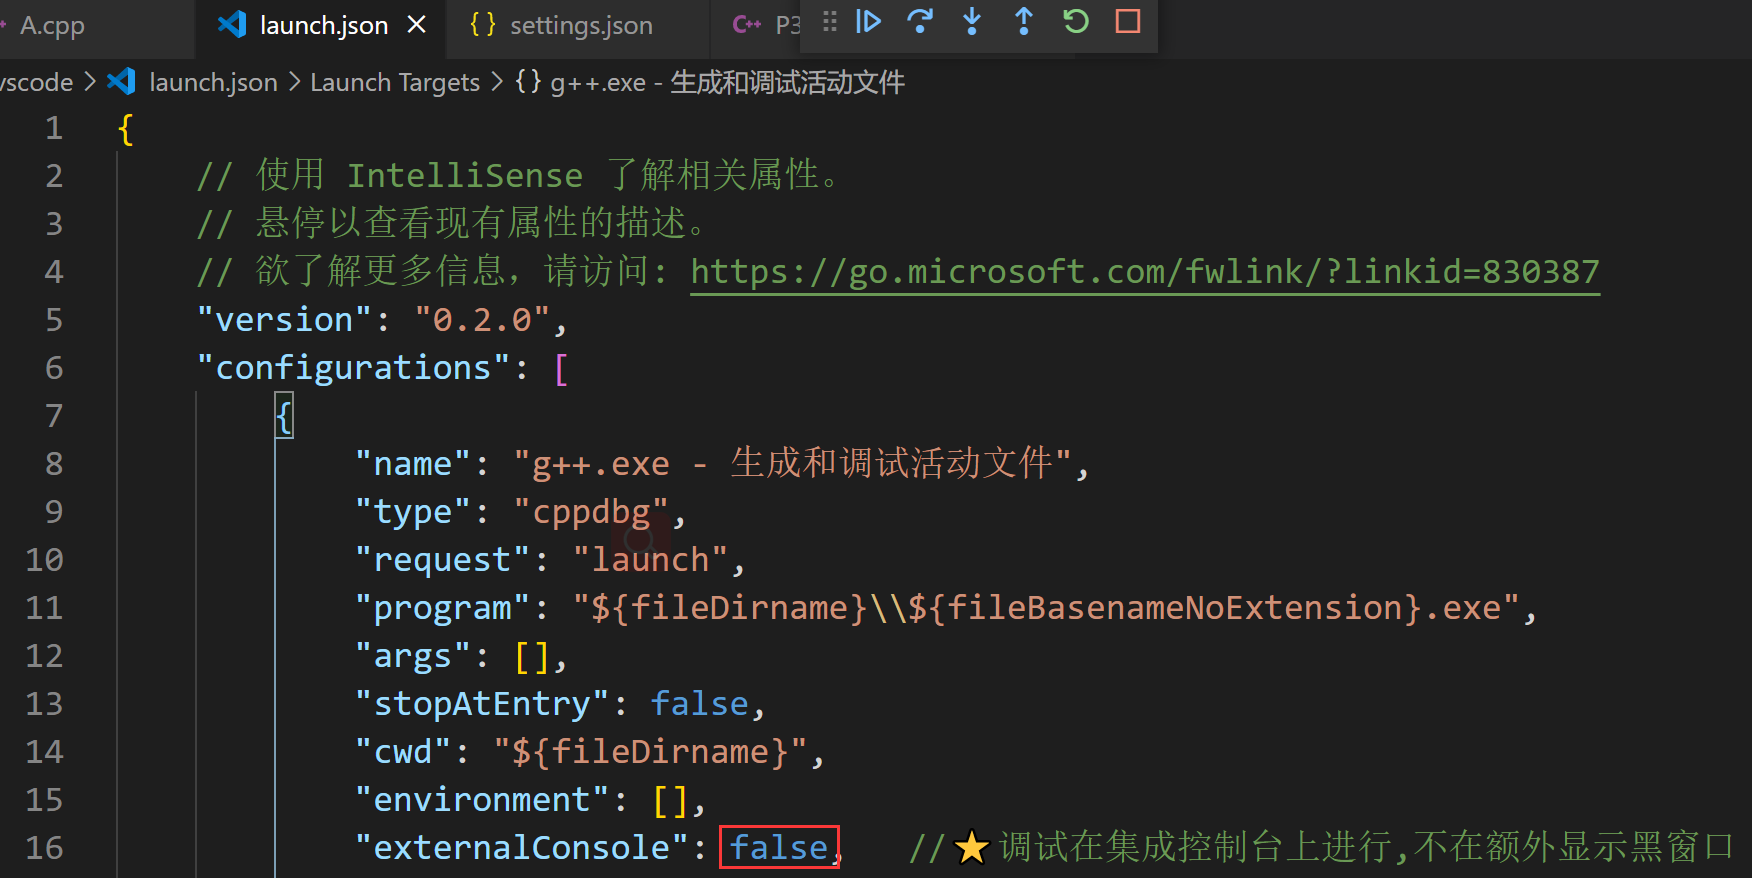 A.cpp launch.json settings.json P3
vscode > launch.json > Launch Targets > {} g++.exe - 生成和调试活动文件
1 {
2 // 使用 IntelliSense 了解相关属性。
3 // 悬停以查看现有属性的描述。
4 // 欲了解更多信息，请访问: https://go.microsoft.com/fwlink/?linkid=830387
5 "version": "0.2.0",
6 "configurations": [
7 {
8 "name": "g++.exe - 生成和调试活动文件",
9 "type": "cppdbg",
10 "request": "launch",
11 "program": "${fileDirname}\\${fileBasenameNoExtension}.exe",
12 "args": [],
13 "stopAtEntry": false,
14 "cwd": "${fileDirname}",
15 "environment": [],
16 "externalConsole": false, //⭐调试在集成控制台上进行,不在额外显示黑窗口